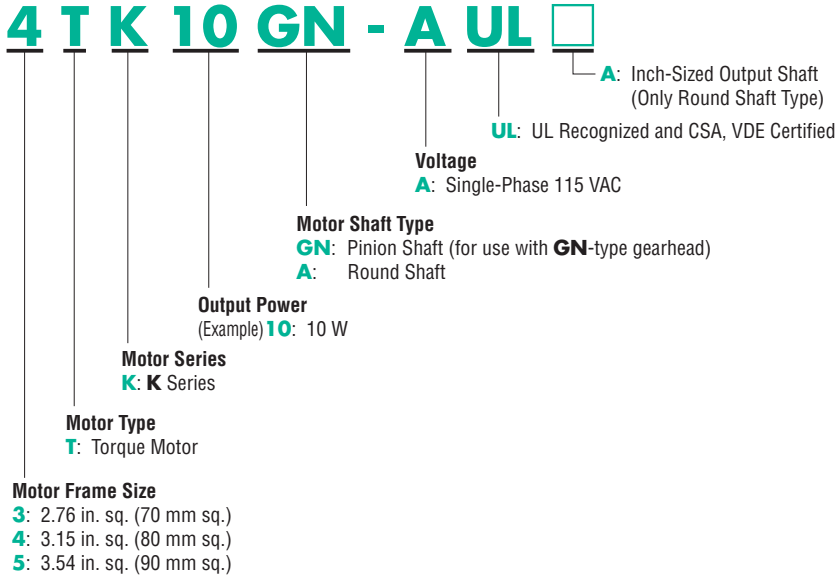 4 T K 10 GN - A UL
A: Inch-Sized Output Shaft
(Only Round Shaft Type)
UL: UL Recognized and CSA, VDE Certified
Voltage
A: Single-Phase 115 VAC
Motor Shaft Type
GN: Pinion Shaft (for use with GN-type gearhead)
A: Round Shaft
Output Power
(Example) 10: 10 W
Motor Series
K: K Series
Motor Type
T: Torque Motor
Motor Frame Size
3: 2.76 in. sq. (70 mm sq.)
4: 3.15 in. sq. (80 mm sq.)
5: 3.54 in. sq. (90 mm sq.)